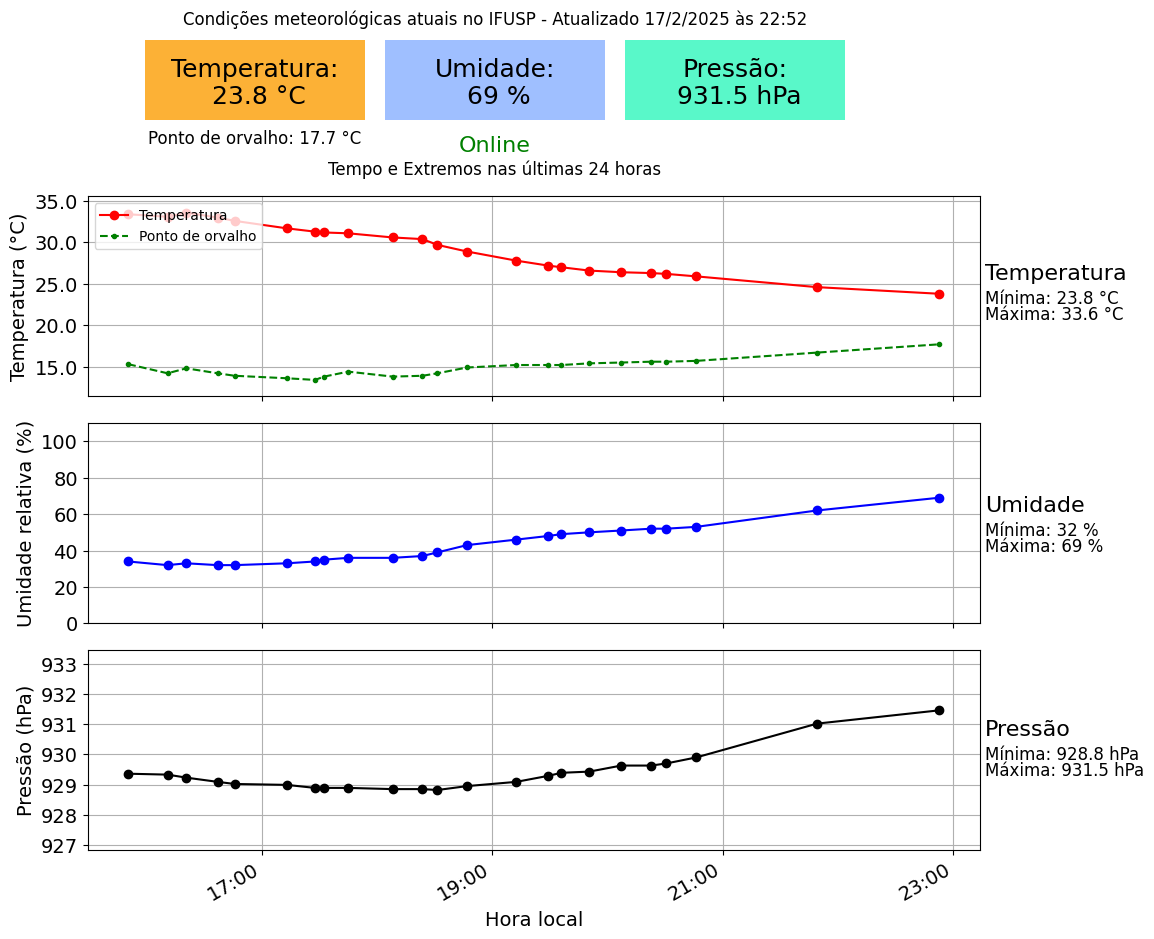 Condições meteorológicas atuais no IFUSP - Atualizado 17/2/2025 às 22:52
Temperatura:
23.8 °C
Umidade:
69 %
Pressão:
931.5 hPa
Ponto de orvalho: 17.7 °C
Online
Tempo e Extremos nas últimas 24 horas
Temperatura (°C)
35.0
30.0
25.0
20.0
15.0
Temperatura
Ponto de orvalho
Temperatura
Mínima: 23.8 °C
Máxima: 33.6 °C
Umidade relativa (%)
100
80
60
40
20
0
Umidade
Mínima: 32 %
Máxima: 69 %
Pressão (hPa)
933
932
931
930
929
928
927
Pressão
Mínima: 928.8 hPa
Máxima: 931.5 hPa
17:00
19:00
21:00
23:00
Hora local